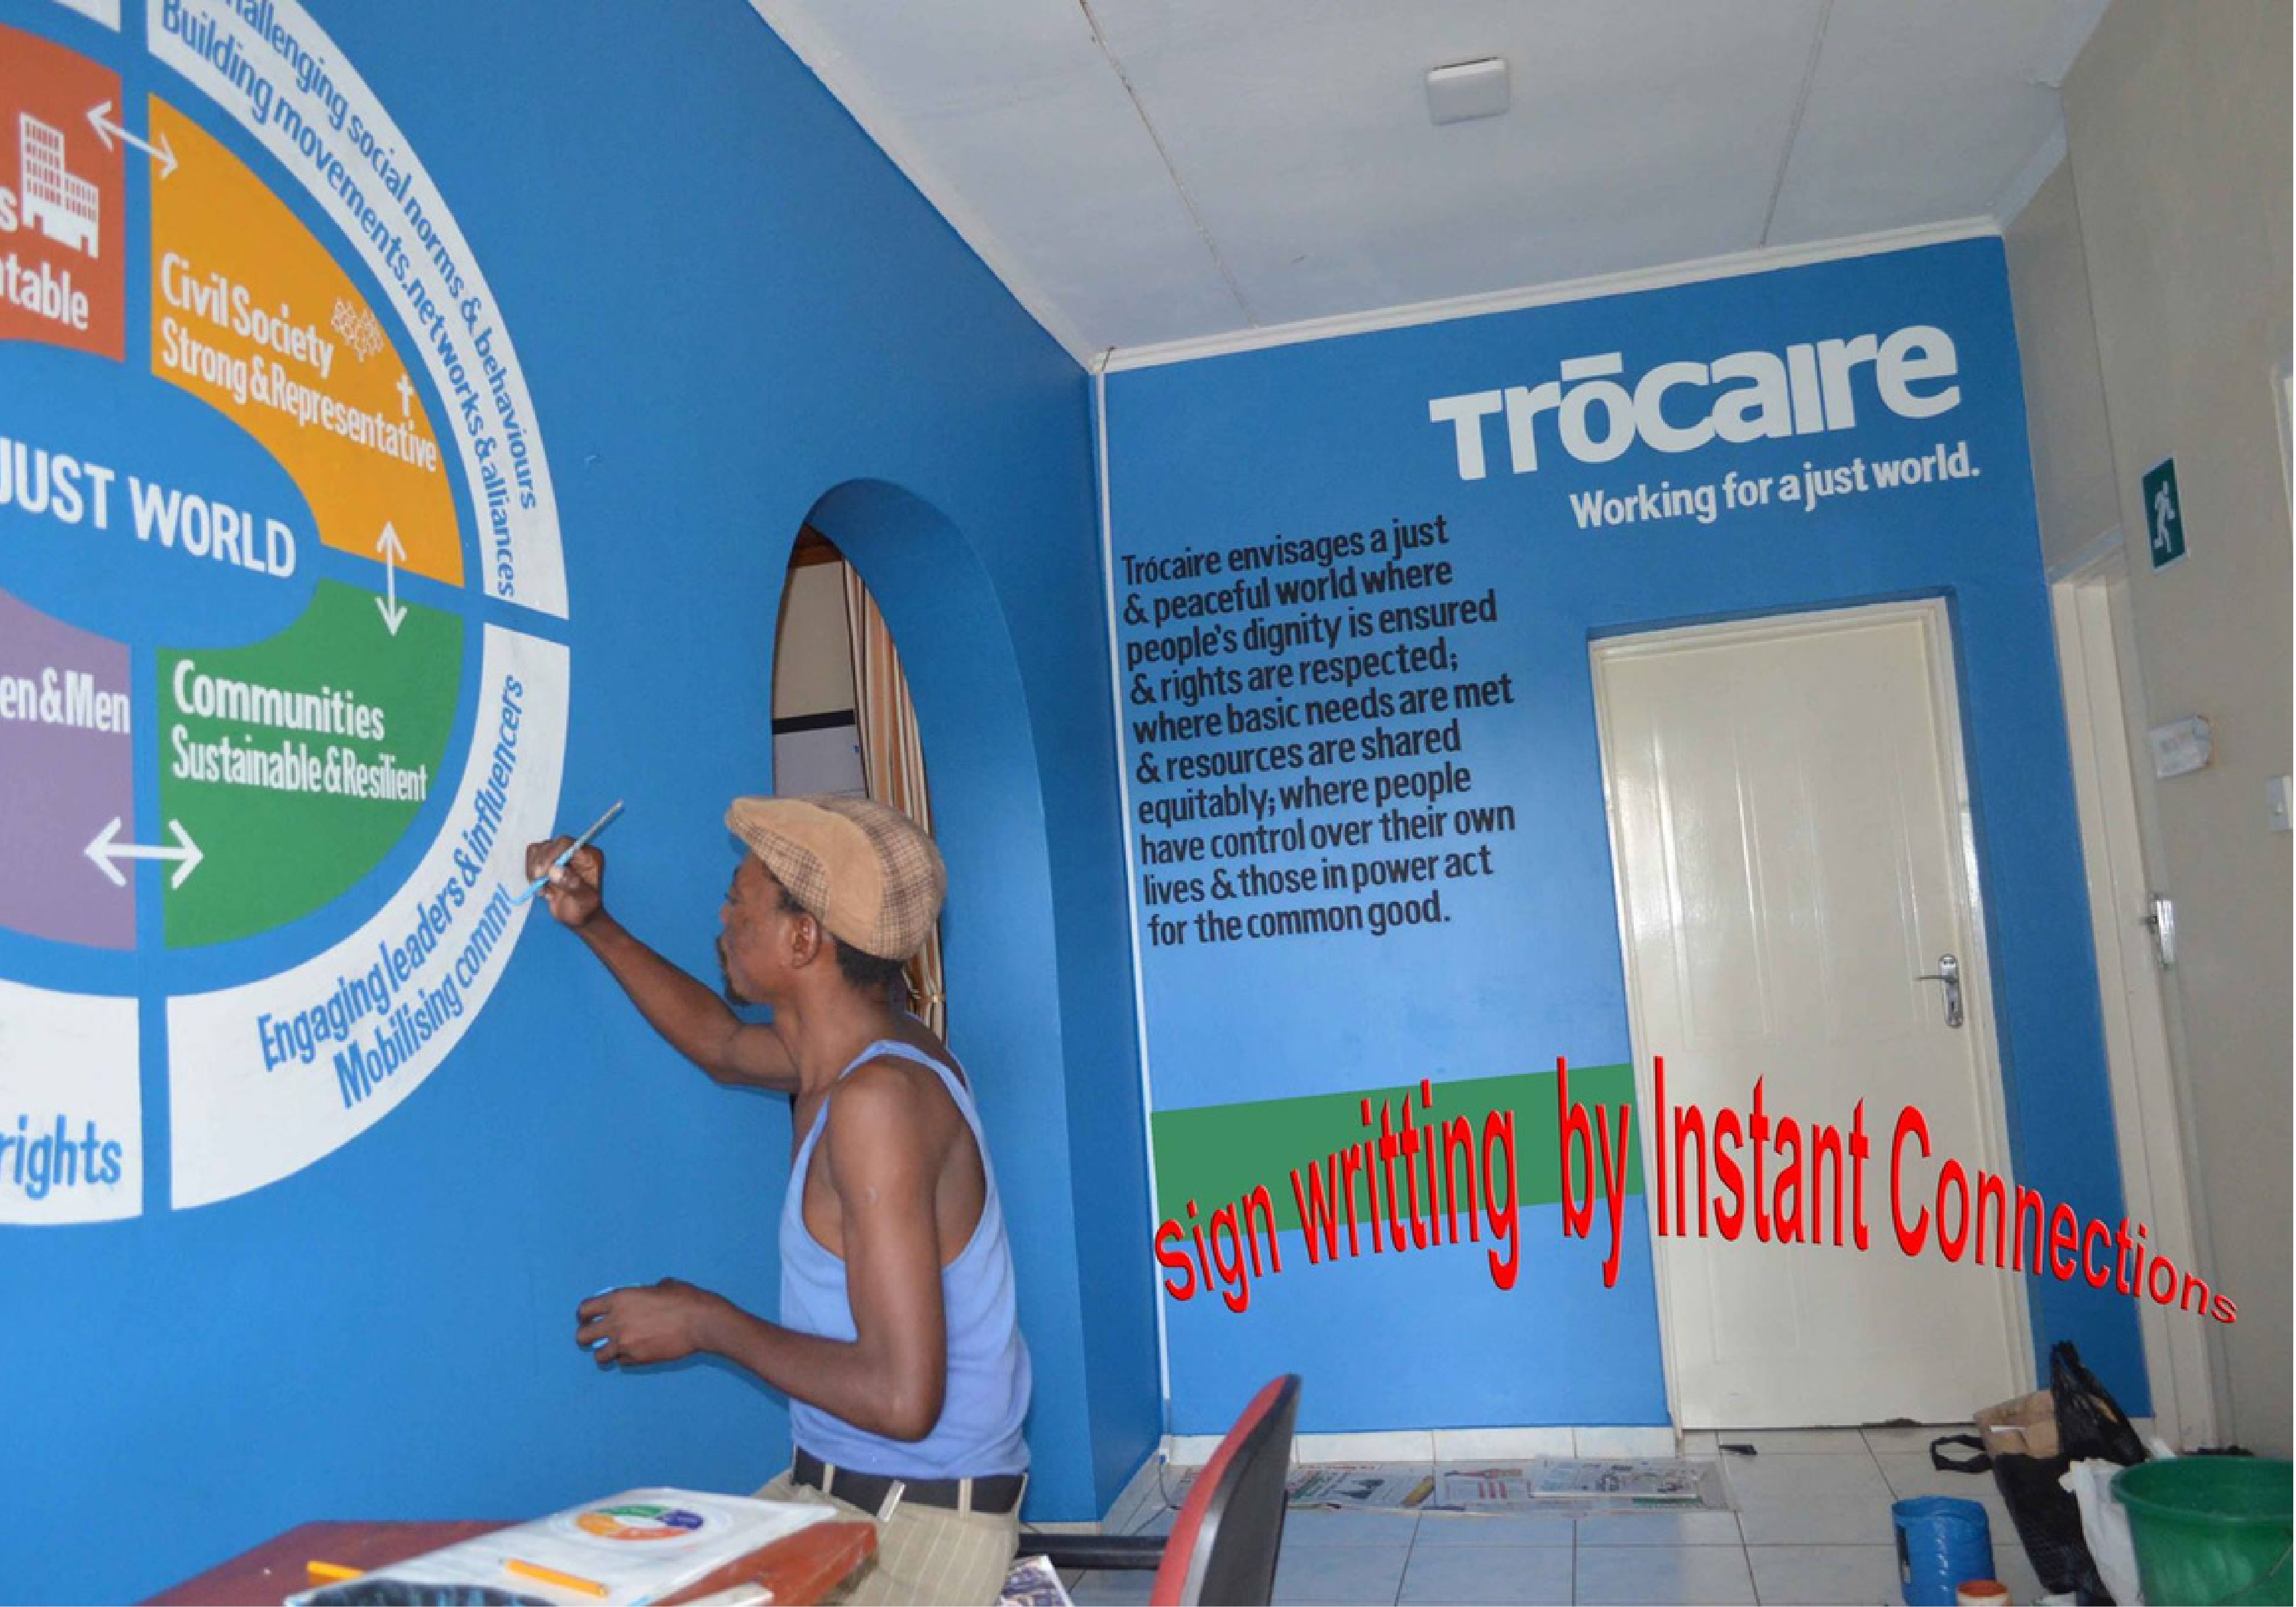 Challenging social norms & behaviours
Building movements, networks & alliances
table
Civil Society
Strong & Representative
JUST WORLD
en & Men
Communities
Sustainable & Resilient
Engaging leaders & influencers
Mobilising commu
rights
Trōcaire
Working for a just world.
Trócaire envisages a just
& peaceful world where
people's dignity is ensured
& rights are respected;
where basic needs are met
& resources are shared
equitably; where people
have control over their own
lives & those in power act
for the common good.
sign writting by Instant Connections